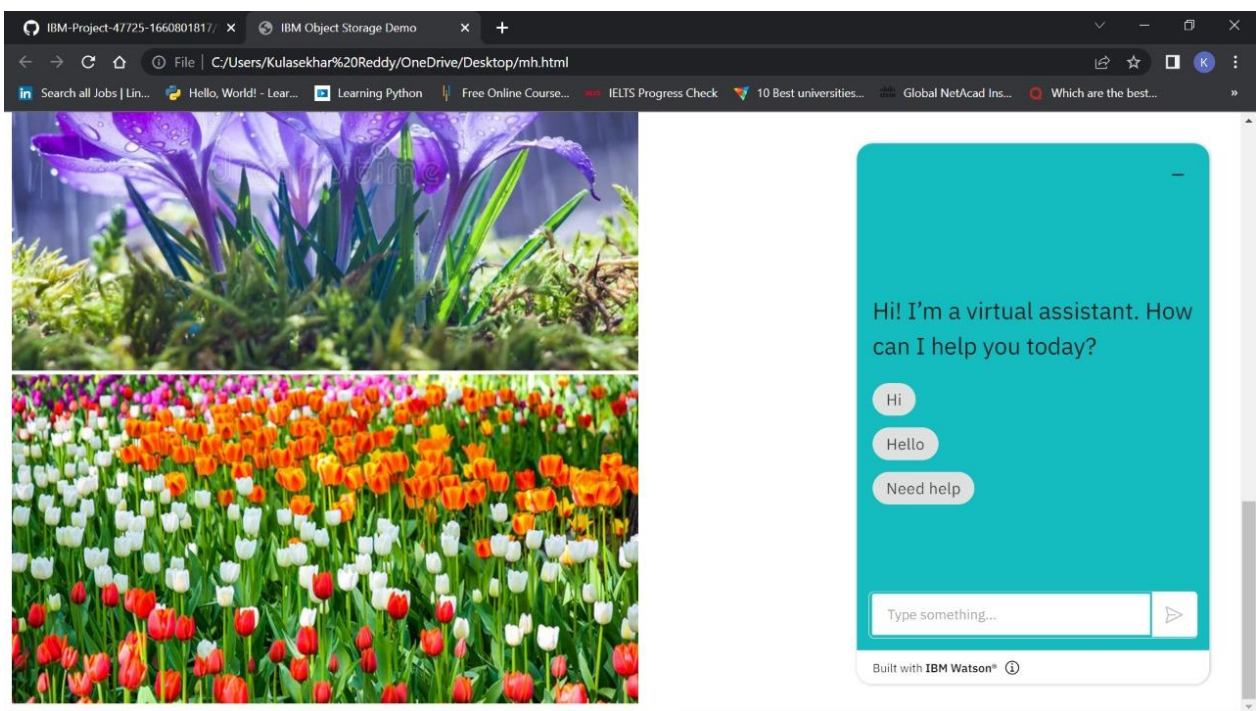 IBM-Project-47725-1660801817/
IBM Object Storage Demo
File | C:/Users/Kulasekhar%20Reddy/OneDrive/Desktop/mh.html
K
in Search all Jobs | Lin...
Hello, World! - Lear...
Learning Python
Free Online Course...
IELTS Progress Check
10 Best universities...
Global NetAcad Ins...
Which are the best...
»
dreamstime
Hi! I’m a virtual assistant. How
can I help you today?
Hi
Hello
Need help
Type something...
Built with IBM Watson®